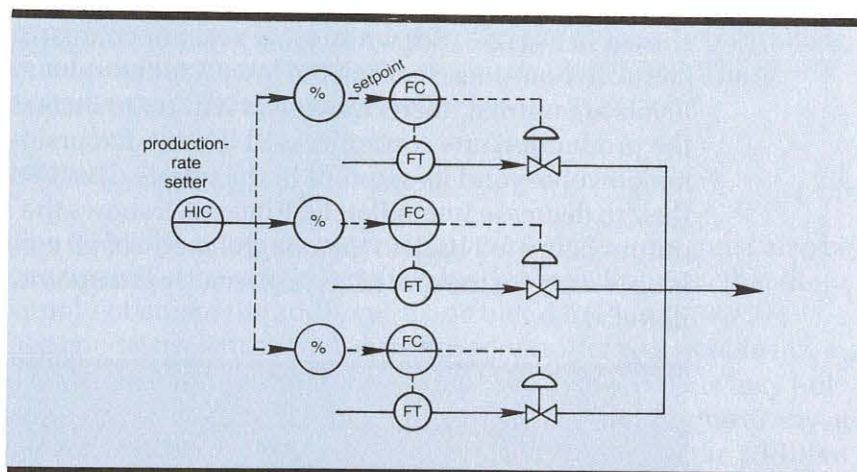 %
setpoint
FC
production-
rate
setter
FT
HIC
%
FC
FT
%
FC
FT